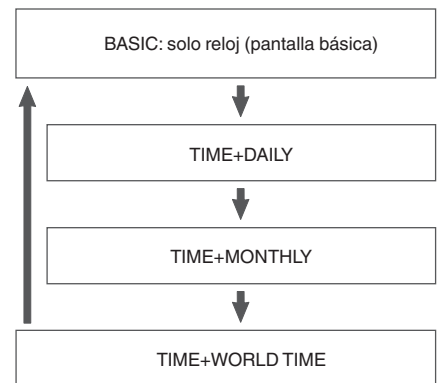 BASIC: solo reloj (pantalla básica)
TIME+DAILY
TIME+MONTHLY
TIME+WORLD TIME